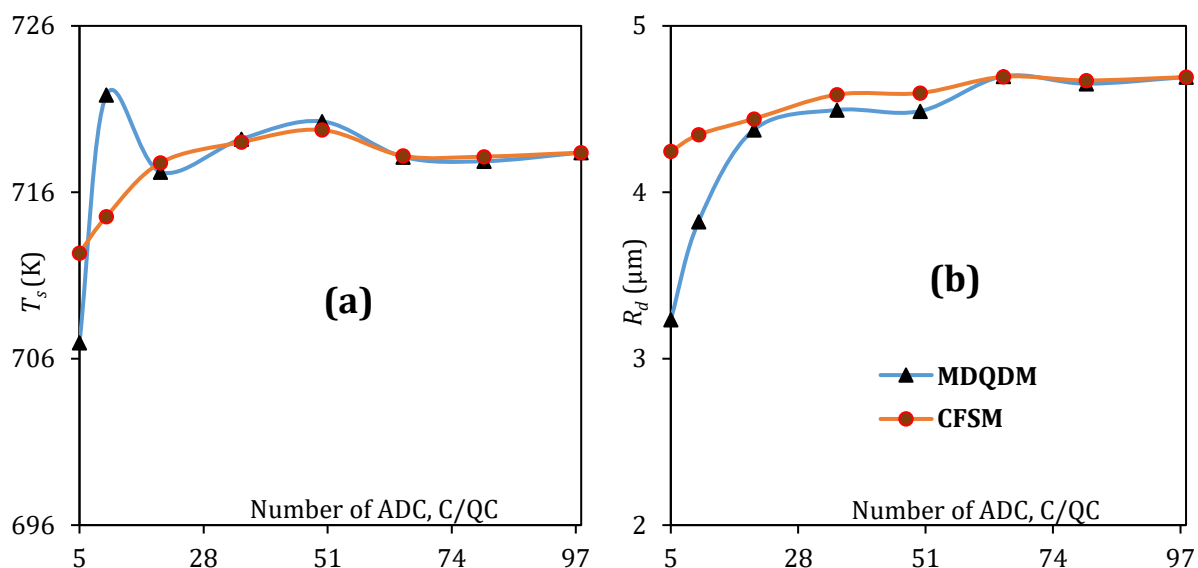 726
716
706
696
T_s (K)
(a)
Number of ADC, C/QC
5 28 51 74 97
5
4
3
2
R_d (μm)
(b)
MDQDM
CFSM
Number of ADC, C/QC
5 28 51 74 97